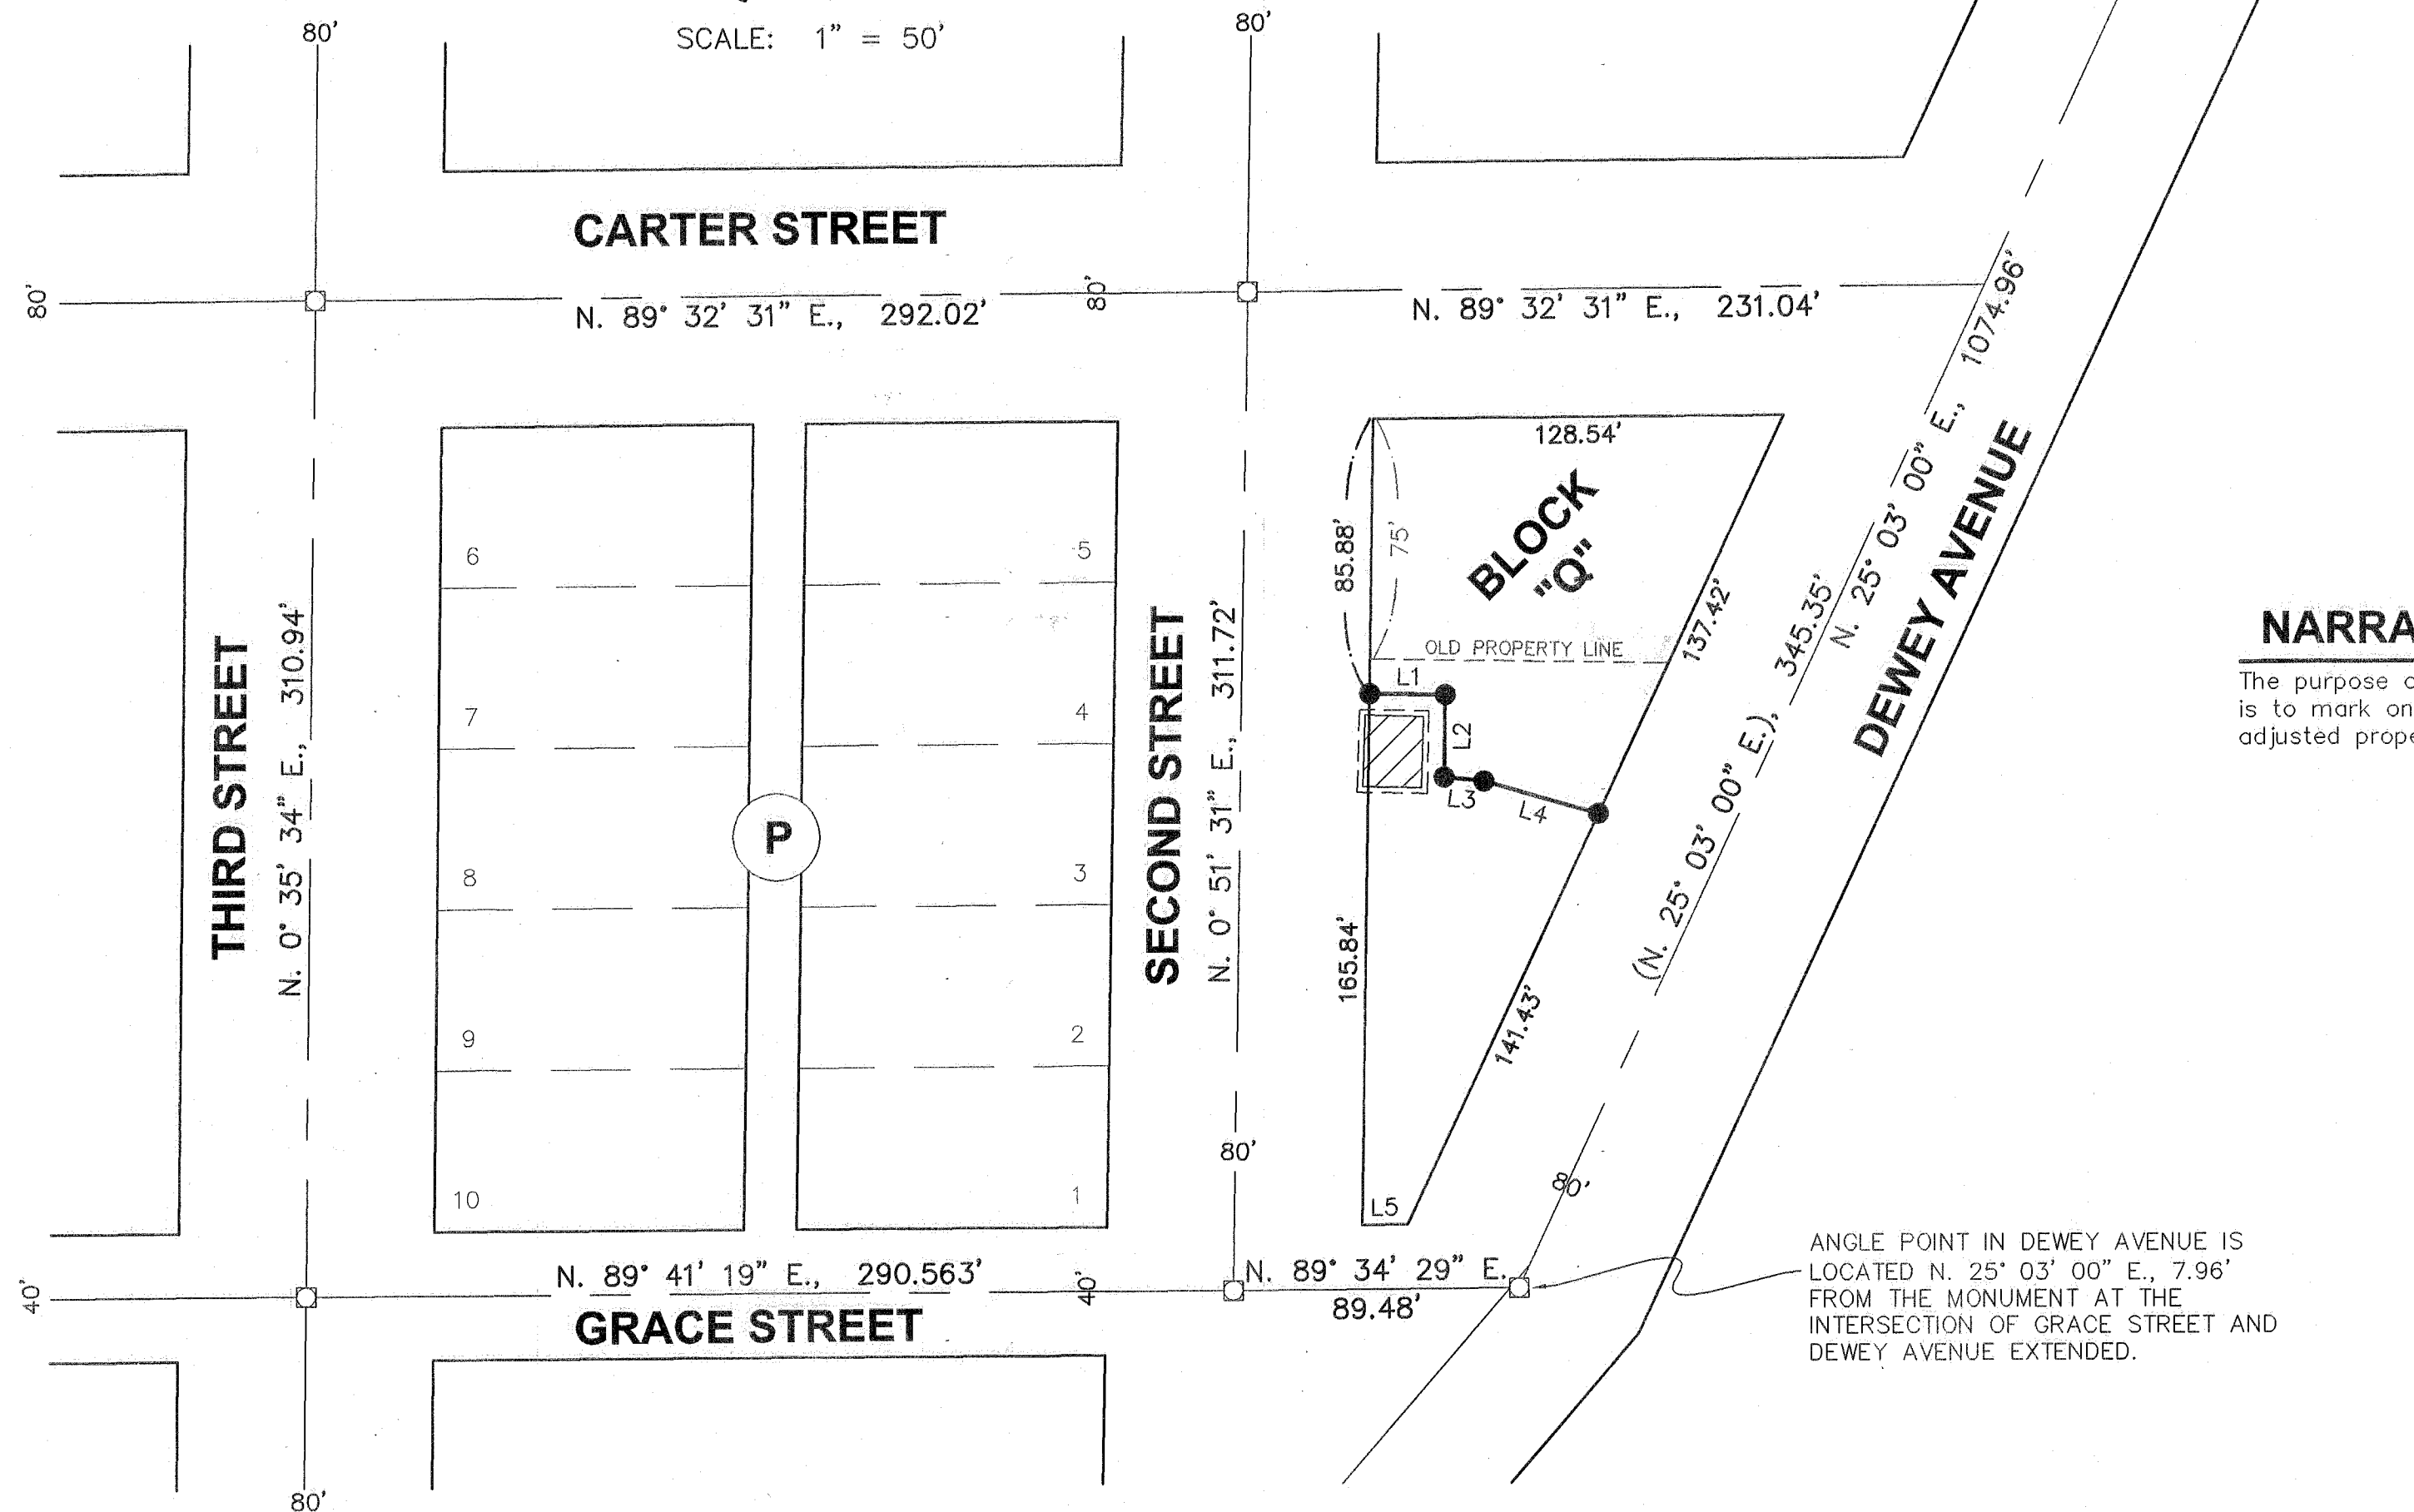 80'
80'
SCALE: 1" = 50'
CARTER STREET
80'
N. 89° 32' 31" E., 292.02'
80'
N. 89° 32' 31" E., 231.04'
N. 25° 03' 00" E., 1074.96'
128.54'
BLOCK
"Q"
85.88'
75'
OLD PROPERTY LINE
137.42'
(N. 25° 03' 00" E.), 345.35'
DEWEY AVENUE
NARRA
The purpose o
is to mark on
adjusted prope
THIRD STREET
N. 0° 35' 34" E., 310.94'
6
5
7
4
P
8
3
9
2
10
1
SECOND STREET
N. 0° 51' 31" E., 311.72'
L1
L2
L3
L4
165.84'
141.43'
80'
80'
L5
40'
N. 89° 41' 19" E., 290.563'
40'
N. 89° 34' 29" E.
89.48'
GRACE STREET
ANGLE POINT IN DEWEY AVENUE IS
LOCATED N. 25° 03' 00" E., 7.96'
FROM THE MONUMENT AT THE
INTERSECTION OF GRACE STREET AND
DEWEY AVENUE EXTENDED.
80'